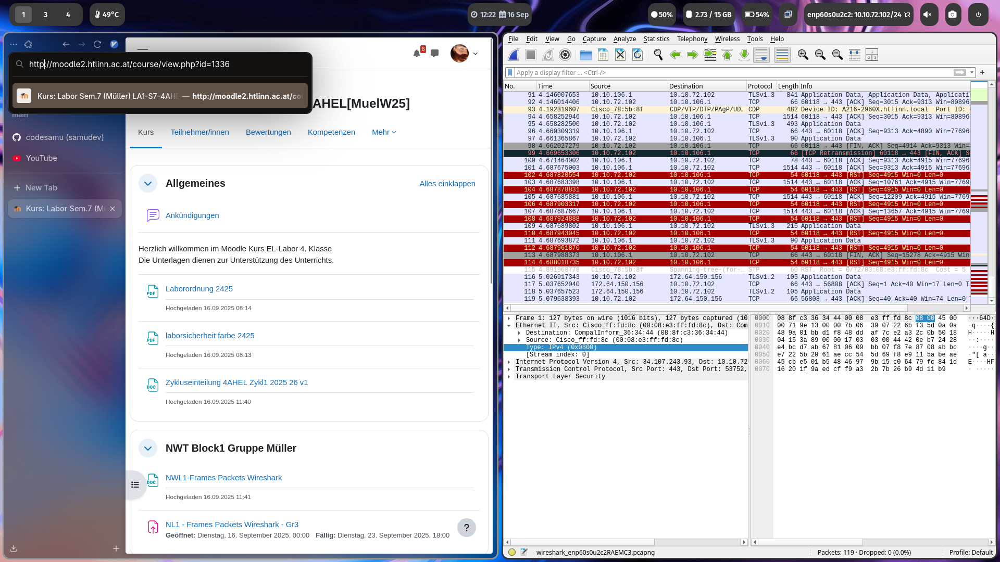 1 3 4 49°C 12:22 16 Sep 50% 2.73 / 15 GB 54% enp60s0u2c2: 10.10.72.102/24
http//moodle2.htlinn.ac.at/course/view.php?id=1336
Kurs: Labor Sem.7 (Müller) LA1-S7-4AHE — http://moodle2.htlinn.ac.at/co
main
codesamu (samudev)
YouTube
New Tab
Kurs: Labor Sem.7 (M
6
AHEL[MuelW25]
Kurs Teilnehmer/innen Bewertungen Kompetenzen Mehr
Allgemeines Alles einklappen
Ankündigungen
Herzlich willkommen im Moodle Kurs EL-Labor 4. Klasse
Die Unterlagen dienen zur Unterstützung des Unterrichts.
PDF Laborordnung 2425
Hochgeladen 16.09.2025 08:14
PDF laborsicherheit farbe 2425
Hochgeladen 16.09.2025 08:13
DOC Zykluseinteilung 4AHEL Zykl1 2025 26 v1
Hochgeladen 16.09.2025 11:40
NWT Block1 Gruppe Müller
DOC NWL1-Frames Packets Wireshark
Hochgeladen 16.09.2025 11:41
NL1 - Frames Packets Wireshark - Gr3
Geöffnet: Dienstag, 16. September 2025, 00:00 Fällig: Dienstag, 23. September 2025, 18:00
?
File Edit View Go Capture Analyze Statistics Telephony Wireless Tools Help
Apply a display filter ... <Ctrl-/>
No. Time Source Destination Protocol Length Info
91 4.146007653 10.10.106.1 10.10.72.102 TLSv1.3 841 Application Data, Application Data, Applicati
92 4.146014406 10.10.72.102 10.10.106.1 TCP 66 60118 → 443 [ACK] Seq=3015 Ack=9313 Win=80896
93 4.192819607 Cisco_78:5b:8f CDP/VTP/DTP/PAgP/UD… CDP 482 Device ID: A216-2960X.htlinn.local Port ID:
94 4.658252946 10.10.72.102 10.10.106.1 TCP 1514 60118 → 443 [ACK] Seq=3015 Ack=9313 Win=80896
95 4.658282500 10.10.72.102 10.10.106.1 TLSv1.3 493 Application Data
96 4.660309319 10.10.106.1 10.10.72.102 TCP 66 443 → 60118 [ACK] Seq=9313 Ack=4890 Win=77696
97 4.661365867 10.10.72.102 10.10.106.1 TLSv1.3 90 Application Data
98 4.662027279 10.10.72.102 10.10.106.1 TCP 66 60118 → 443 [FIN, ACK] Seq=4914 Ack=9313 Win=
99 4.669653306 10.10.72.102 10.10.106.1 TCP 66 [TCP Retransmission] 60118 → 443 [FIN, ACK] S
100 4.671464002 10.10.106.1 10.10.72.102 TCP 78 443 → 60118 [ACK] Seq=9313 Ack=4915 Win=77696
101 4.687675003 10.10.106.1 10.10.72.102 TCP 1514 443 → 60118 [ACK] Seq=9313 Ack=4915 Win=77696
102 4.687820554 10.10.72.102 10.10.106.1 TCP 54 60118 → 443 [RST] Seq=4915 Win=0 Len=0
103 4.687683398 10.10.106.1 10.10.72.102 TCP 1514 443 → 60118 [ACK] Seq=10761 Ack=4915 Win=7769
104 4.687878831 10.10.72.102 10.10.106.1 TCP 54 60118 → 443 [RST] Seq=4915 Win=0 Len=0
105 4.687685881 10.10.106.1 10.10.72.102 TCP 1514 443 → 60118 [ACK] Seq=12209 Ack=4915 Win=7769
106 4.687903317 10.10.72.102 10.10.106.1 TCP 54 60118 → 443 [RST] Seq=4915 Win=0 Len=0
107 4.687687667 10.10.106.1 10.10.72.102 TCP 1514 443 → 60118 [ACK] Seq=13657 Ack=4915 Win=7769
108 4.687924888 10.10.72.102 10.10.106.1 TCP 54 60118 → 443 [RST] Seq=4915 Win=0 Len=0
109 4.687689802 10.10.106.1 10.10.72.102 TLSv1.3 215 Application Data
110 4.687943045 10.10.72.102 10.10.106.1 TCP 54 60118 → 443 [RST] Seq=4915 Win=0 Len=0
111 4.687693872 10.10.106.1 10.10.72.102 TLSv1.3 90 Application Data
112 4.687961870 10.10.72.102 10.10.106.1 TCP 54 60118 → 443 [RST] Seq=4915 Win=0 Len=0
113 4.687988373 10.10.106.1 10.10.72.102 TCP 66 443 → 60118 [FIN, ACK] Seq=15278 Ack=4915 Win
114 4.688018735 10.10.72.102 10.10.106.1 TCP 54 60118 → 443 [RST] Seq=4915 Win=0 Len=0
115 4.891968778 Cisco_78:5b:8f Spanning-tree-(for-… STP 60 RST. Root = 0/72/00:08:e3:ff:fd:8c Cost = 5
116 5.026917343 10.10.72.102 172.64.150.156 TLSv1.2 105 Application Data
117 5.037652040 172.64.150.156 10.10.72.102 TCP 66 443 → 56808 [ACK] Seq=1 Ack=40 Win=17 Len=0 T
118 5.037657523 172.64.150.156 10.10.72.102 TLSv1.2 105 Application Data
119 5.079638393 10.10.72.102 172.64.150.156 TCP 66 56808 → 443 [ACK] Seq=40 Ack=40 Win=74 Len=0
Frame 1: 127 bytes on wire (1016 bits), 127 bytes captured (10
Ethernet II, Src: Cisco_ff:fd:8c (00:08:e3:ff:fd:8c), Dst: Com
Destination: CompalInform_36:34:44 (08:8f:c3:36:34:44)
Source: Cisco_ff:fd:8c (00:08:e3:ff:fd:8c)
Type: IPv4 (0x0800)
[Stream index: 0]
Internet Protocol Version 4, Src: 34.107.243.93, Dst: 10.10.72
Transmission Control Protocol, Src Port: 443, Dst Port: 53752,
Transport Layer Security
0000 08 8f c3 36 34 44 00 08 e3 ff fd 8c 08 00 45 00 ···64D·
0010 00 71 9e 13 00 00 7b 06 39 07 22 6b f3 5d 0a 0a ·q····{
0020 48 9a 01 bb d1 f8 48 dd af 7c e2 a3 2c 0b 50 18 H·····H
0030 04 15 3a 89 00 00 17 03 03 00 44 42 0e b7 24 28 ··:····
0040 e4 bc d7 ab 67 81 06 09 bb 07 f8 7e 87 08 ab bc ····g··
0050 e7 22 5b 20 61 ae cc 54 5d 69 f8 e9 11 5a be ae ·"[ a··T
0060 45 cb e5 01 b5 48 46 97 9b 15 c0 64 79 fc 84 1d E····HF
0070 16 20 1f 9a ed cf f9 a3 2b 7b 26 b9 4d 11 b9 · ·····
wireshark_enp60s0u2c2RAEMC3.pcapng Packets: 119 · Dropped: 0 (0.0%) Profile: Default